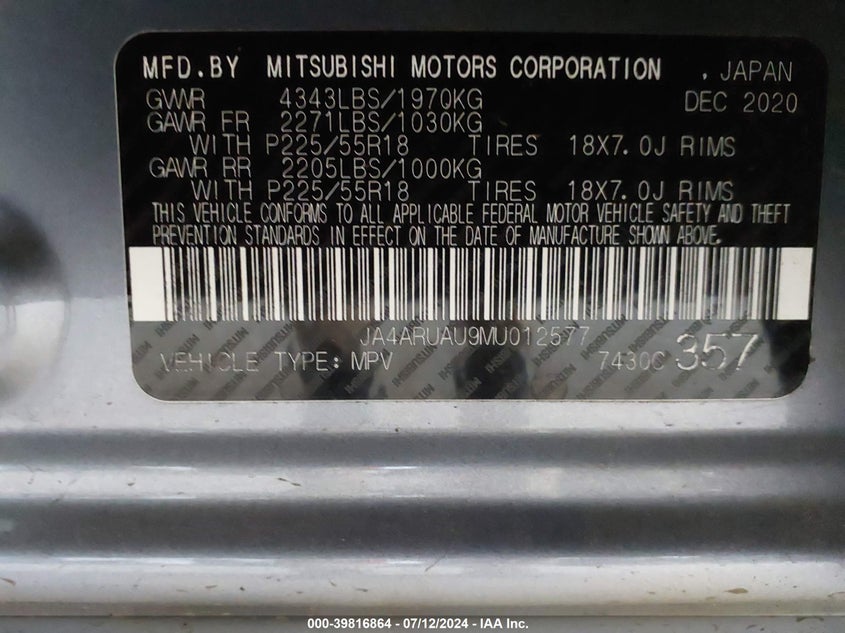 MFD.BY MITSUBISHI MOTORS CORPORATION . JAPAN
GVWR 4343LBS/1970KG DEC 2020
GAWR FR 2271LBS/1030KG
WITH P225/55R18 TIRES 18X7.0J RIMS
GAWR RR 2205LBS/1000KG
WITH P225/55R18 TIRES 18X7.0J RIMS
THIS VEHICLE CONFORMS TO ALL APPLICABLE FEDERAL MOTOR VEHICLE SAFETY AND THEFT
PREVENTION STANDARDS IN EFFECT ON THE DATE OF MANUFACTURE SHOWN ABOVE.
JA4ARUAU9MU012577
VEHICLE TYPE: MPV 7430C 357
000-39816864 - 07/12/2024 - IAA Inc.